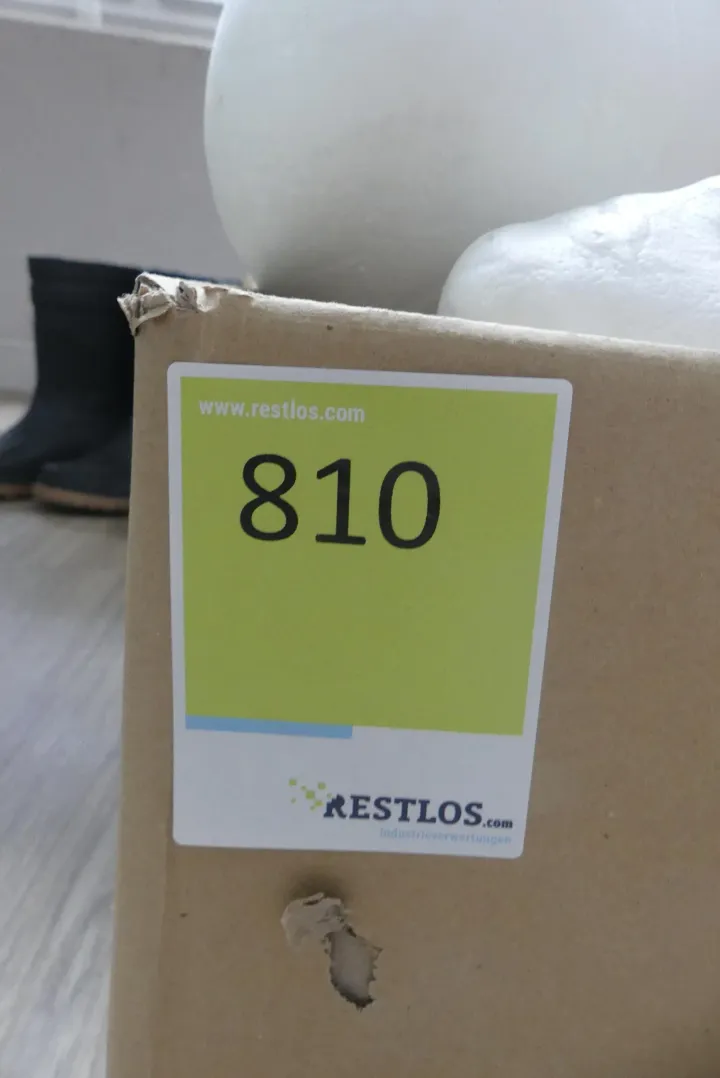 www.restlos.com
810
RESTLOS.com
Industrieverwertungen